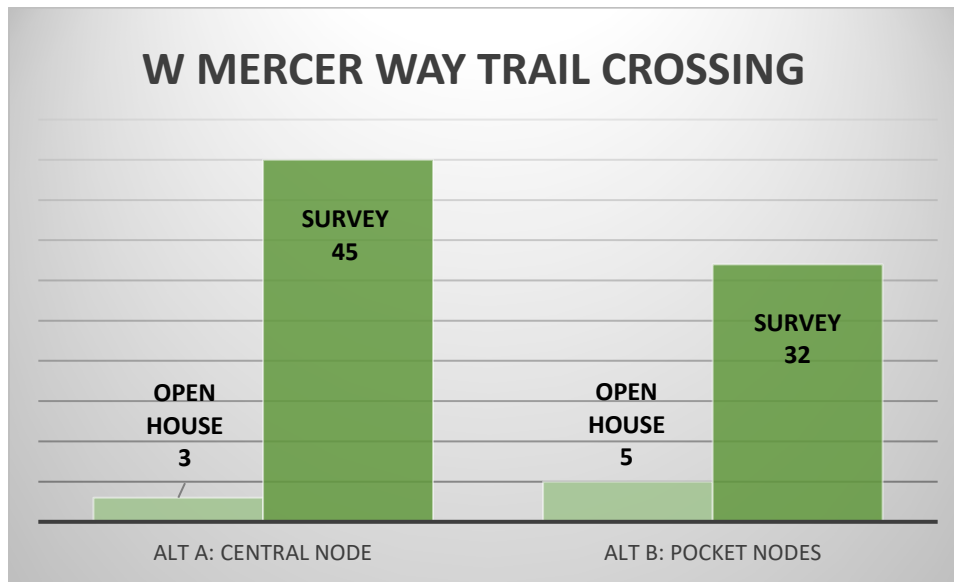 W MERCER WAY TRAIL CROSSING
SURVEY
45
SURVEY
32
OPEN
HOUSE
3
OPEN
HOUSE
5
ALT A: CENTRAL NODE
ALT B: POCKET NODES